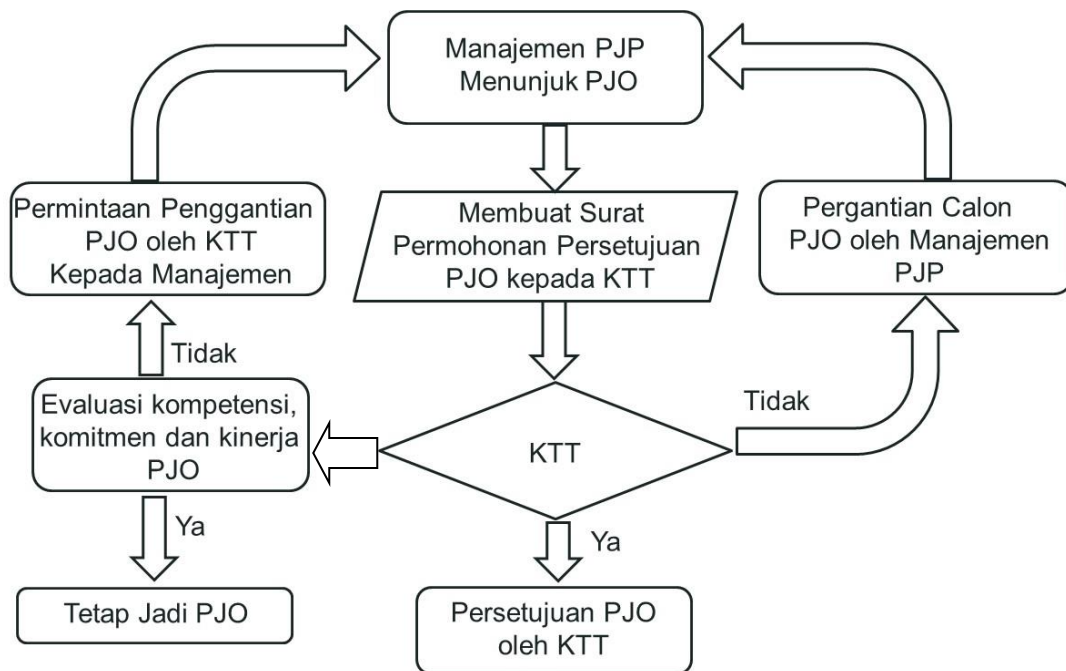 Manajemen PJP
Menunjuk PJO
Permintaan Penggantian
PJO oleh KTT
Kepada Manajemen
Membuat Surat
Permohonan Persetujuan
PJO kepada KTT
Pergantian Calon
PJO oleh Manajemen
PJP
Tidak
Evaluasi kompetensi,
komitmen dan kinerja
PJO
KTT
Tidak
Ya
Ya
Tetap Jadi PJO
Persetujuan PJO
oleh KTT